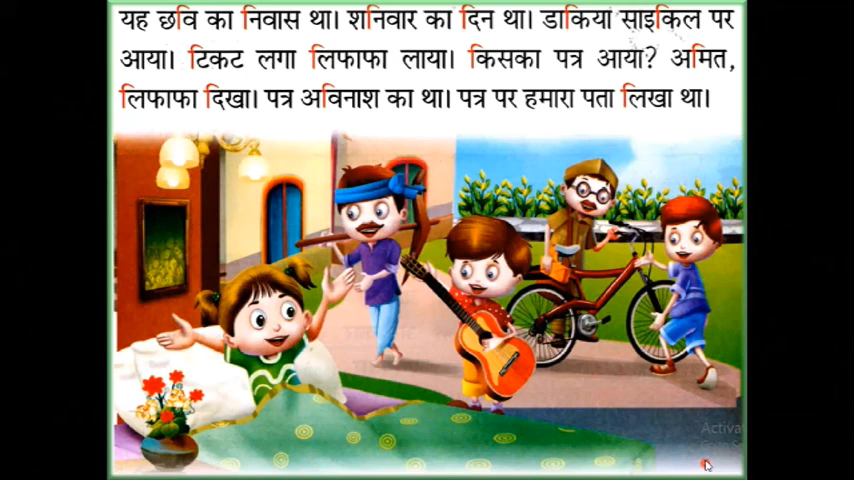 यह छवि का निवास था। शनिवार का दिन था। डाकिया साइकिल पर
आया। टिकट लगा लिफाफा लाया। किसका पत्र आया? अमित,
लिफाफा दिखा। पत्र अविनाश का था। पत्र पर हमारा पता लिखा था।